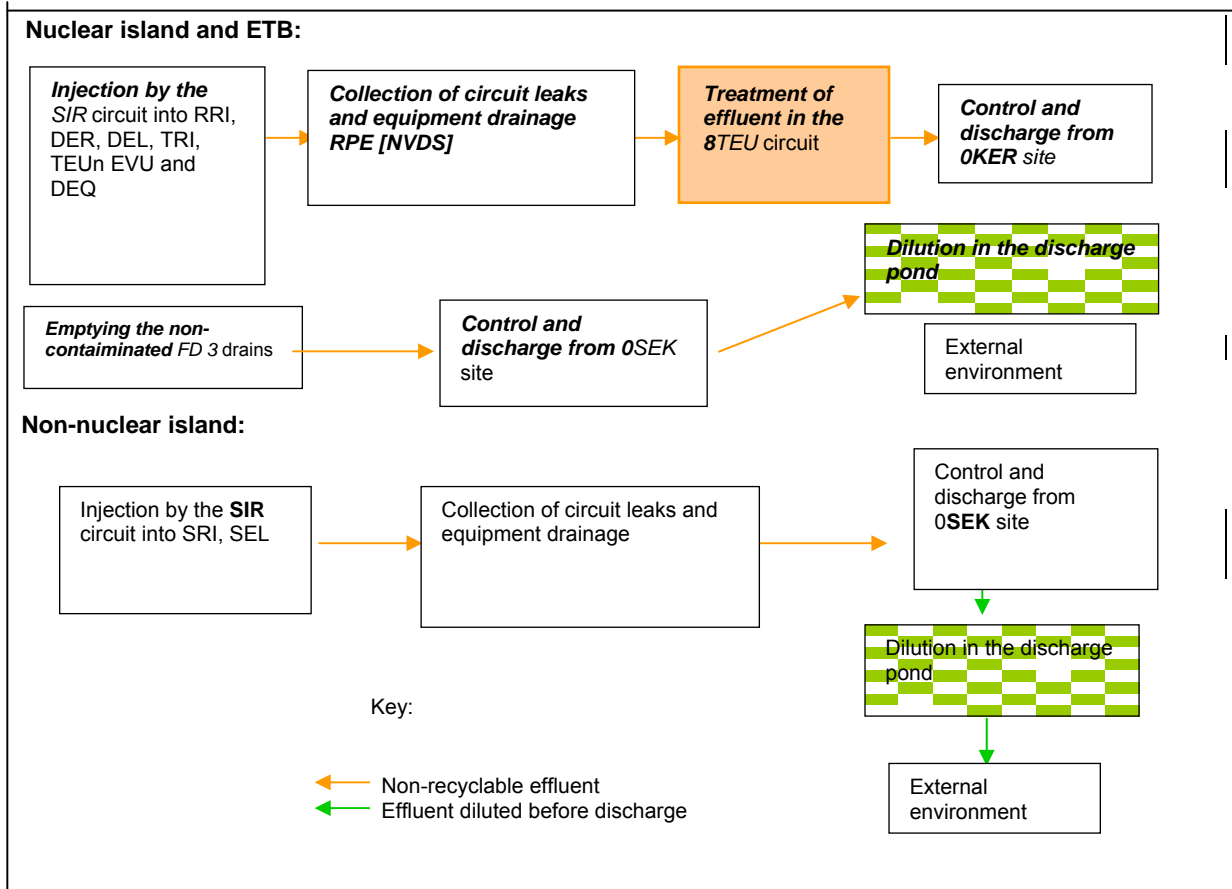 Nuclear island and ETB:
Injection by the
SIR circuit into RRI,
DER, DEL, TRI,
TEUn EVU and
DEQ
Collection of circuit leaks
and equipment drainage
RPE [NVDS]
Treatment of
effluent in the
8TEU circuit
Control and
discharge from
0KER site
Dilution in the discharge
pond
Emptying the non-
contaiminated FD 3 drains
Control and
discharge from 0SEK
site
External
environment
Non-nuclear island:
Injection by the SIR
circuit into SRI, SEL
Collection of circuit leaks and
equipment drainage
Control and
discharge from
0SEK site
Dilution in the discharge
pond
Key:
Non-recyclable effluent
Effluent diluted before discharge
External
environment